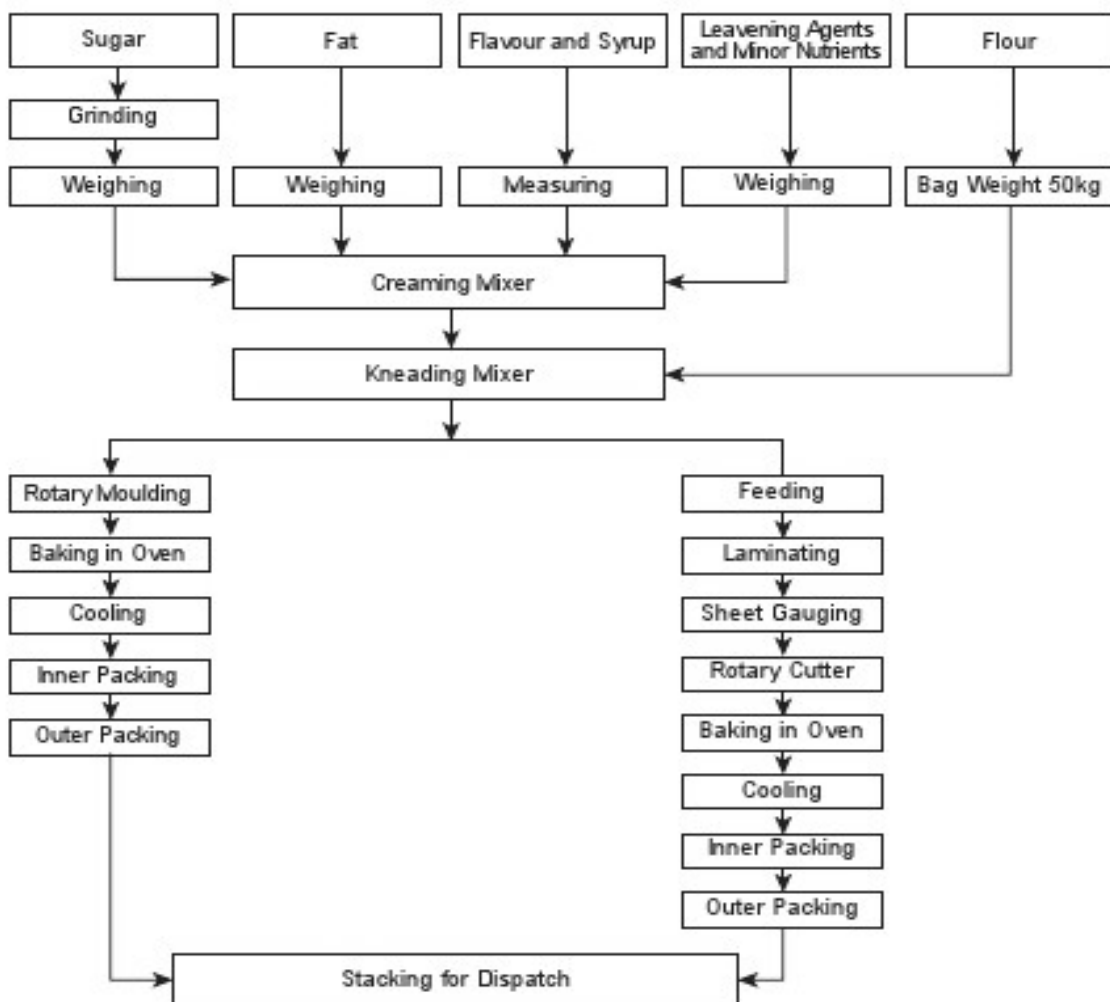 Sugar
Fat
Flavour and Syrup
Leavening Agents
and Minor Nutrients
Flour
Grinding
Weighing
Weighing
Measuring
Weighing
Bag Weight 50kg
Creaming Mixer
Kneading Mixer
Rotary Moulding
Baking in Oven
Cooling
Inner Packing
Outer Packing
Feeding
Laminating
Sheet Gauging
Rotary Cutter
Baking in Oven
Cooling
Inner Packing
Outer Packing
Stacking for Dispatch